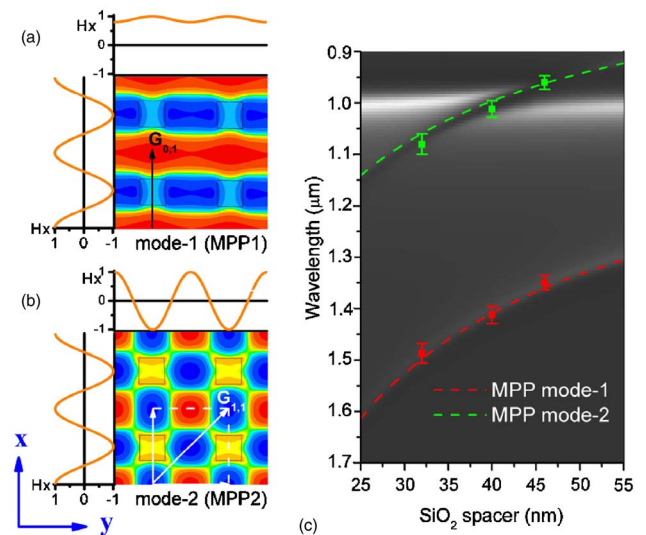 (a)
Hx
1
0
-1
G0,1
Hx
1 0 -1
mode-1 (MPP1)
(b)
Hx
1
0
-1
G1,1
Hx
1 0 -1
mode-2 (MPP2)
x
y
(c)
Wavelength (μm)
0.9
1.0
1.1
1.2
1.3
1.4
1.5
1.6
1.7
MPP mode-1
MPP mode-2
25 30 35 40 45 50 55
SiO2 spacer (nm)